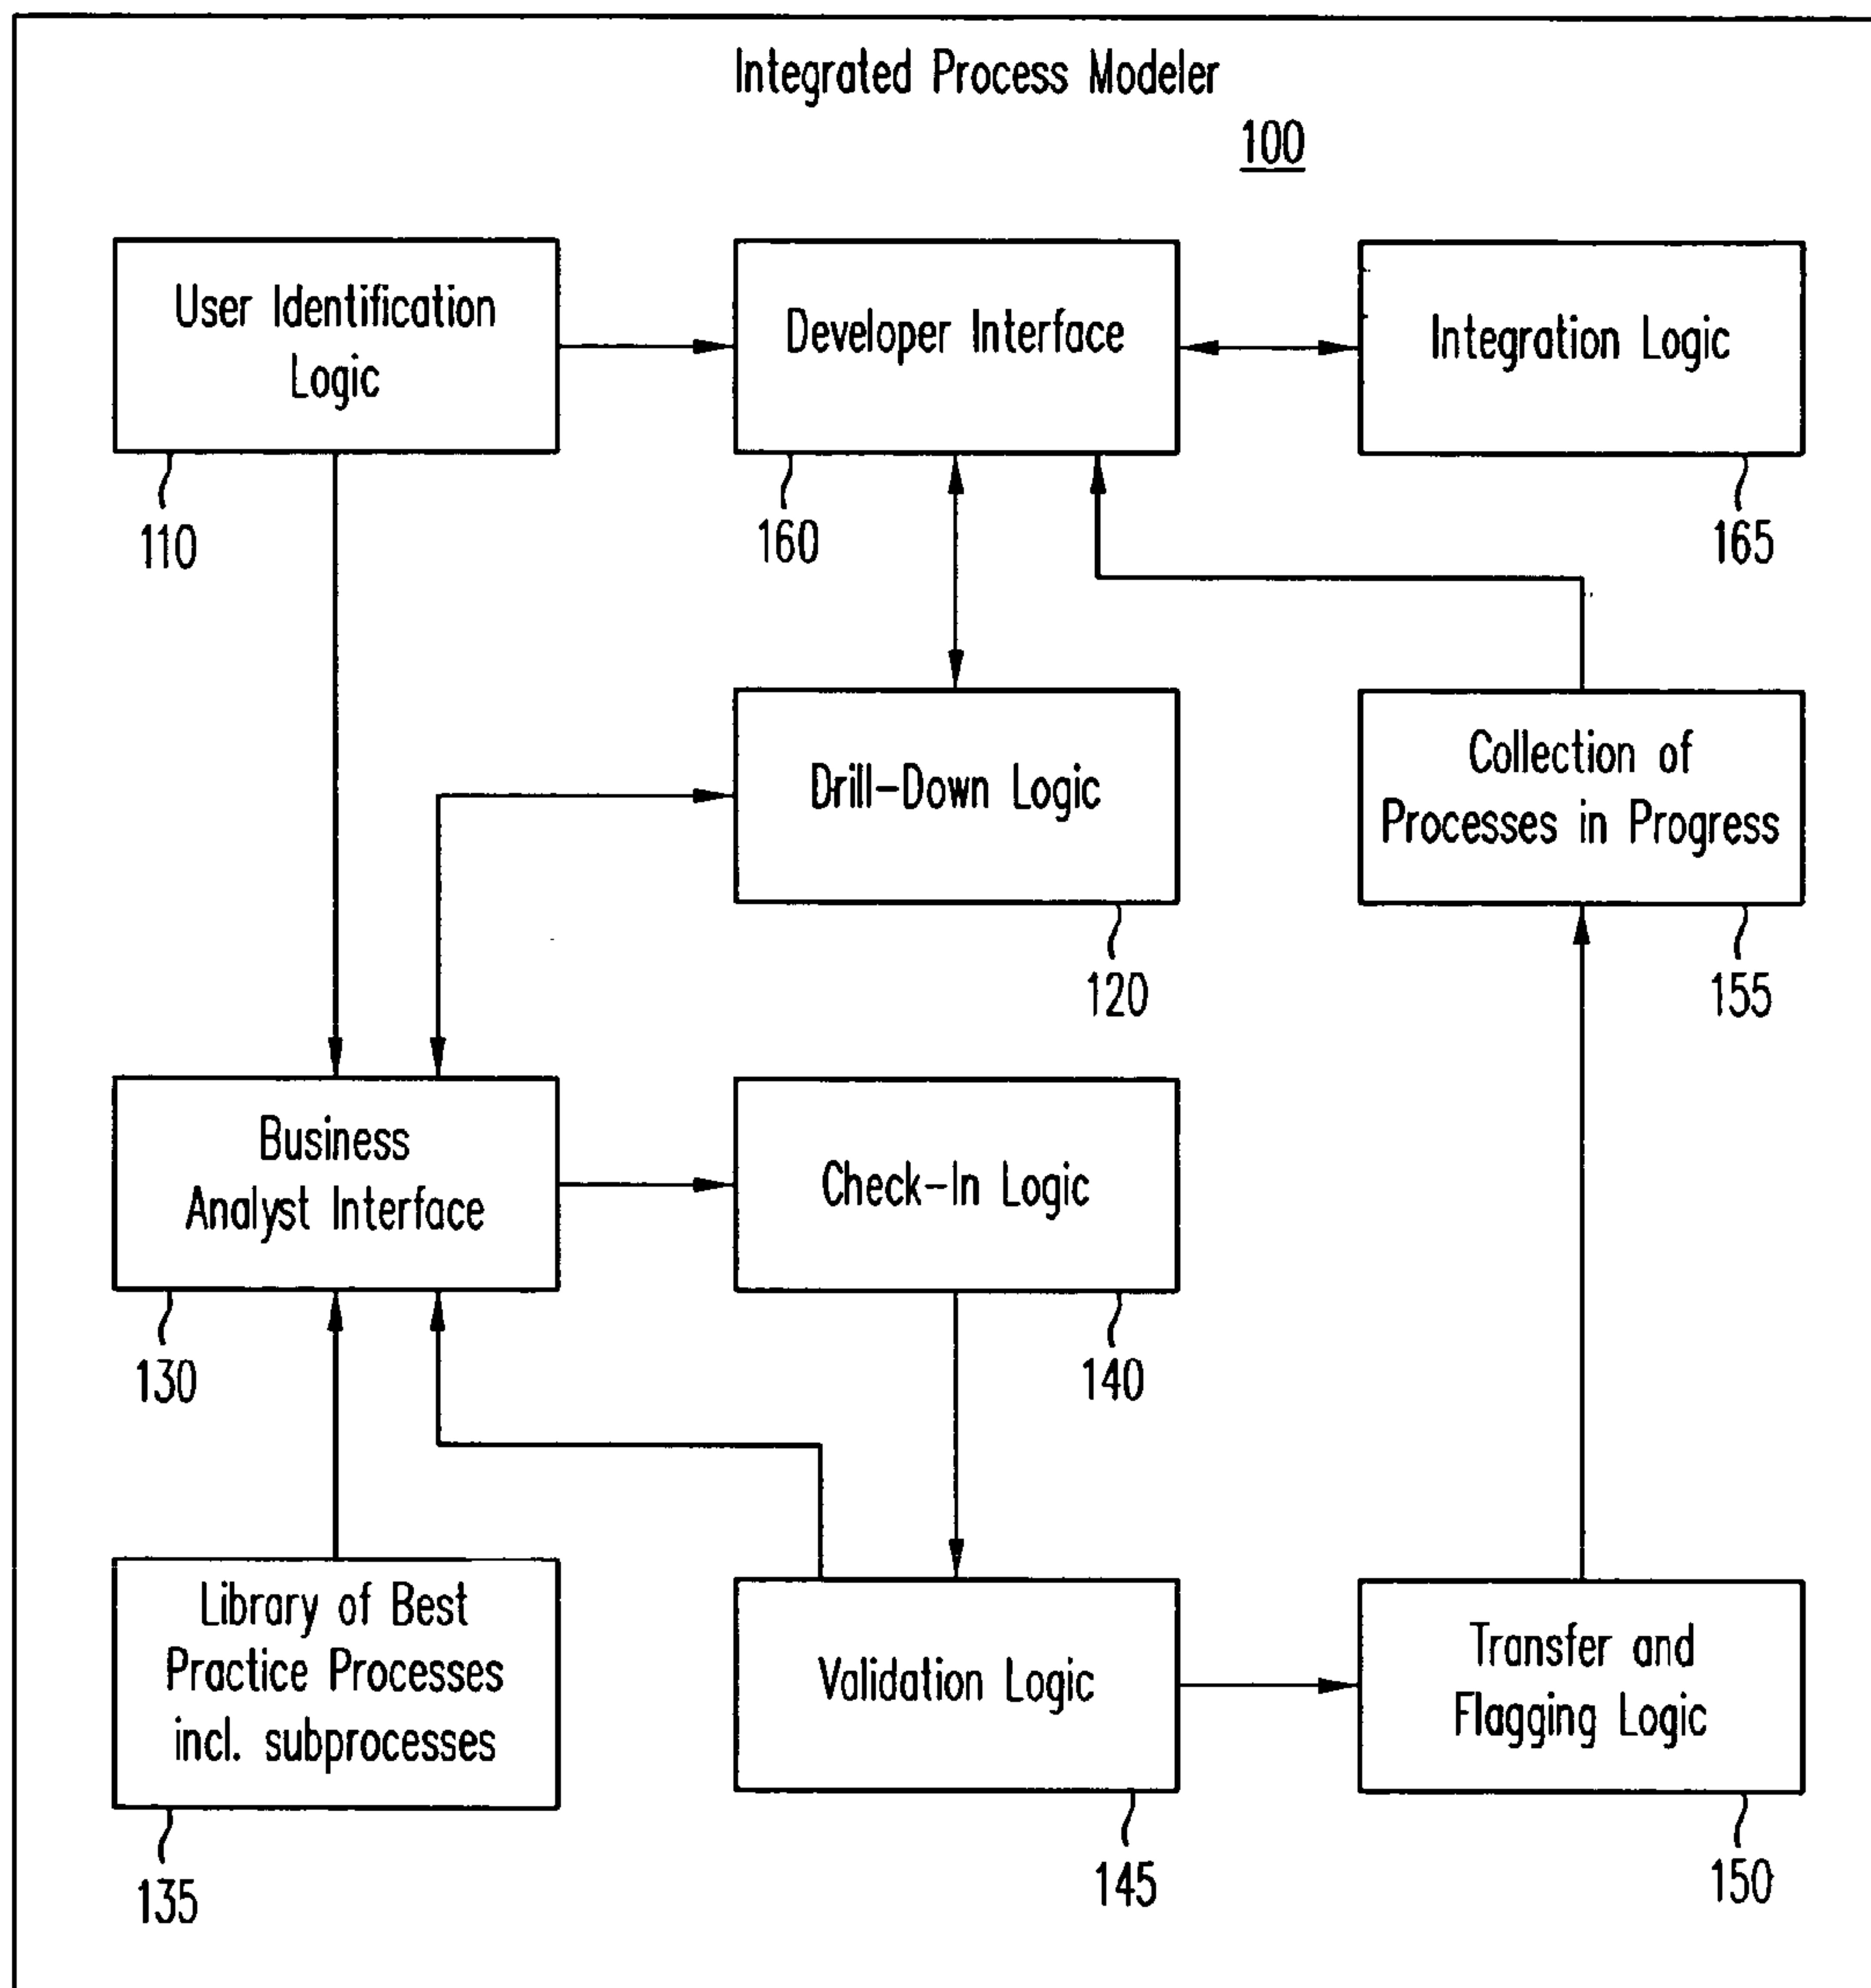 Integrated Process Modeler
100
User Identification
Logic
110
Developer Interface
160
Integration Logic
165
Drill-Down Logic
120
Collection of
Processes in Progress
155
Business
Analyst Interface
130
Check-In Logic
140
Library of Best
Practice Processes
incl. subprocesses
135
Validation Logic
145
Transfer and
Flagging Logic
150